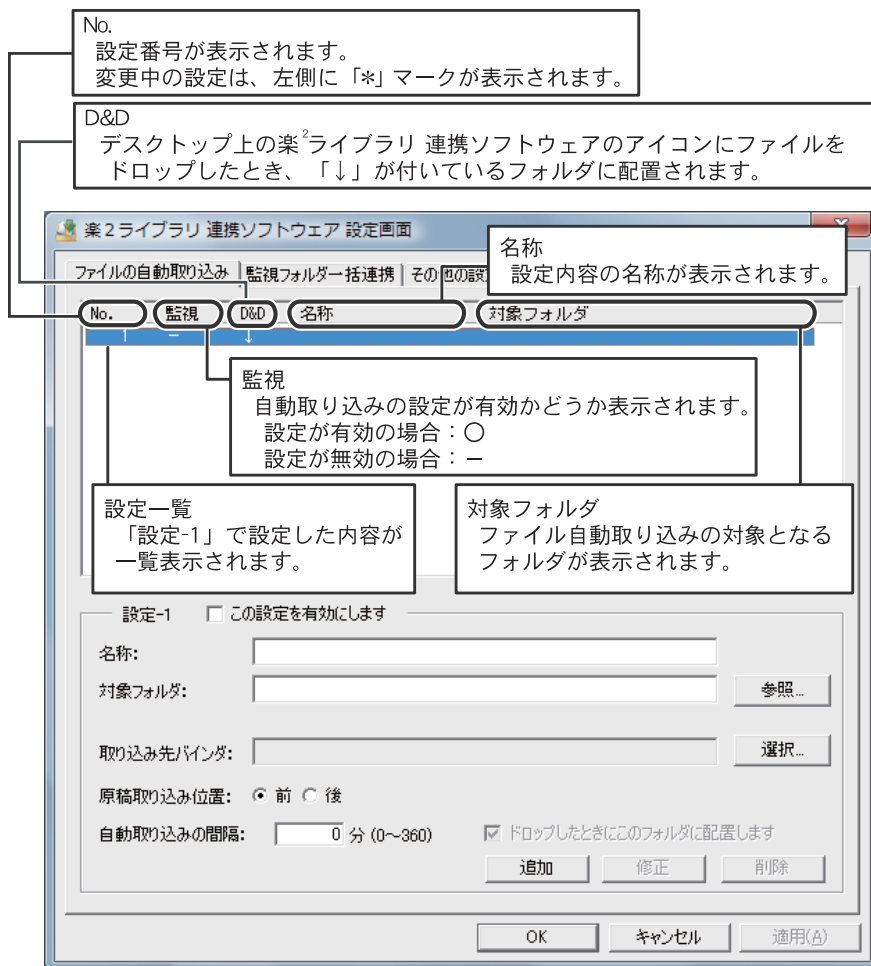 No.
設定番号が表示されます。
変更中の設定は、左側に「*」マークが表示されます。
D&D
デスクトップ上の楽²ライブラリ 連携ソフトウェアのアイコンにファイルを
ドロップしたとき、「↓」が付いているフォルダに配置されます。
楽2ライブラリ 連携ソフトウェア 設定画面
ファイルの自動取り込み 監視フォルダ一括連携 その他の設
名称
設定内容の名称が表示されます。
No. 監視 D&D 名称 対象フォルダ
1 － ↓
監視
自動取り込みの設定が有効かどうか表示されます。
設定が有効の場合：○
設定が無効の場合：－
設定一覧
「設定-1」で設定した内容が
一覧表示されます。
対象フォルダ
ファイル自動取り込みの対象となる
フォルダが表示されます。
設定-1 この設定を有効にします
名称:
対象フォルダ: 参照...
取り込み先バインダ: 選択...
原稿取り込み位置: 前 後
自動取り込みの間隔: 0 分 (0～360) ドロップしたときにこのフォルダに配置します
追加 修正 削除
OK キャンセル 適用(A)